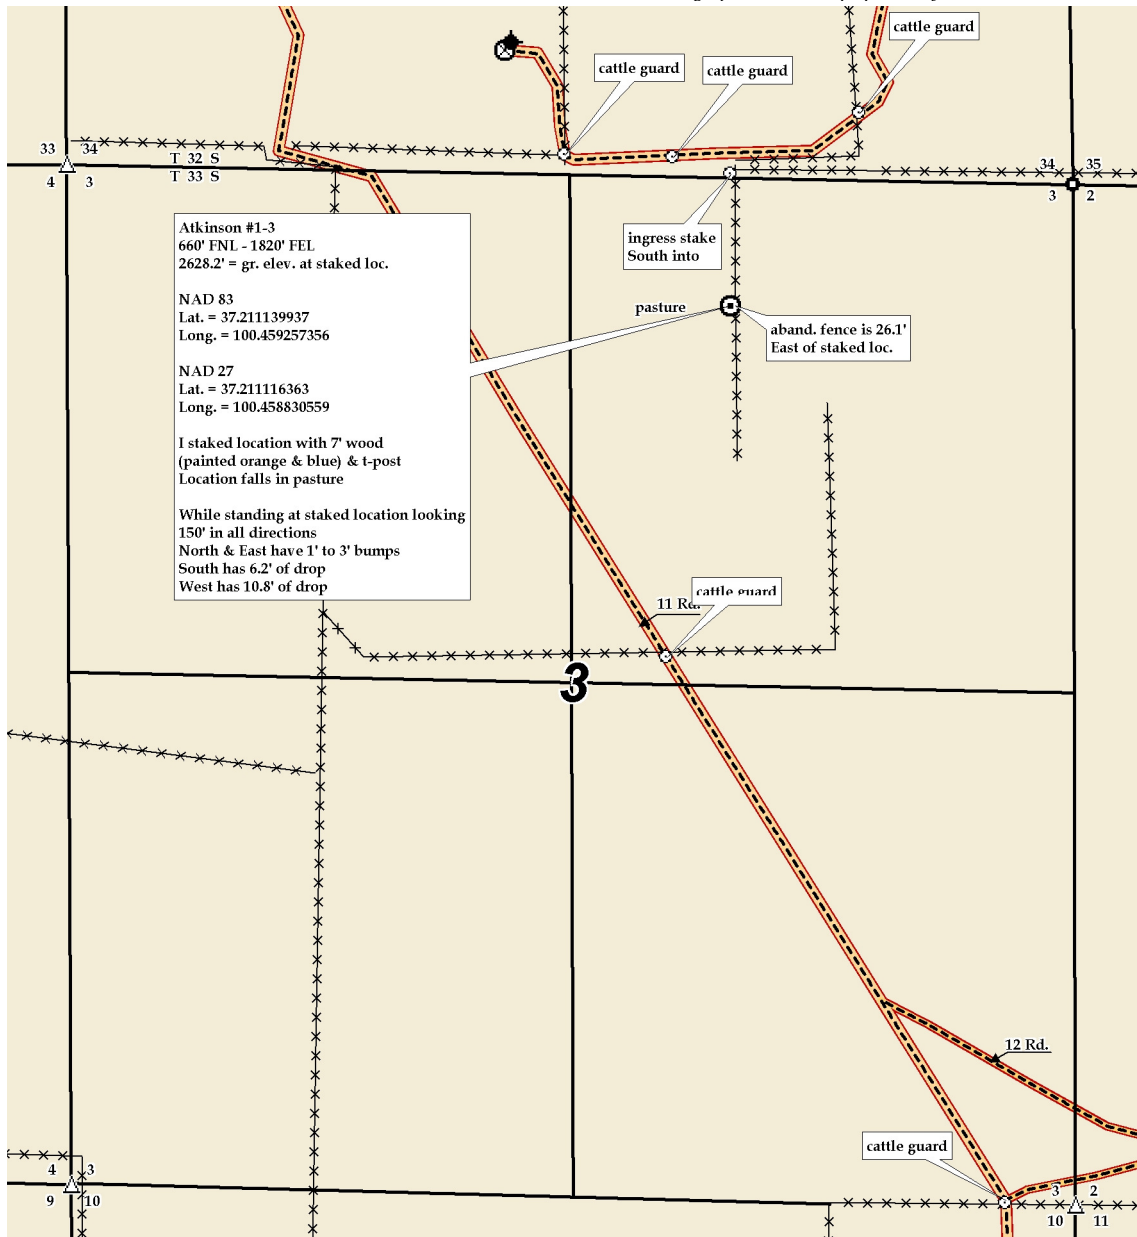 cattle guard
cattle guard
cattle guard
33 34
T 32 S
34 35
4 3
T 33 S
3 2
Atkinson #1-3
660' FNL - 1820' FEL
2628.2' = gr. elev. at staked loc.
NAD 83
Lat. = 37.211139937
Long. = 100.459257356
NAD 27
Lat. = 37.211116363
Long. = 100.458830559
I staked location with 7' wood
(painted orange & blue) & t-post
Location falls in pasture
While standing at staked location looking
150' in all directions
North & East have 1' to 3' bumps
South has 6.2' of drop
West has 10.8' of drop
ingress stake
South into
pasture
aband. fence is 26.1'
East of staked loc.
cattle guard
11 Rd.
3
12 Rd.
cattle guard
4 3
9 10
3 2
10 11